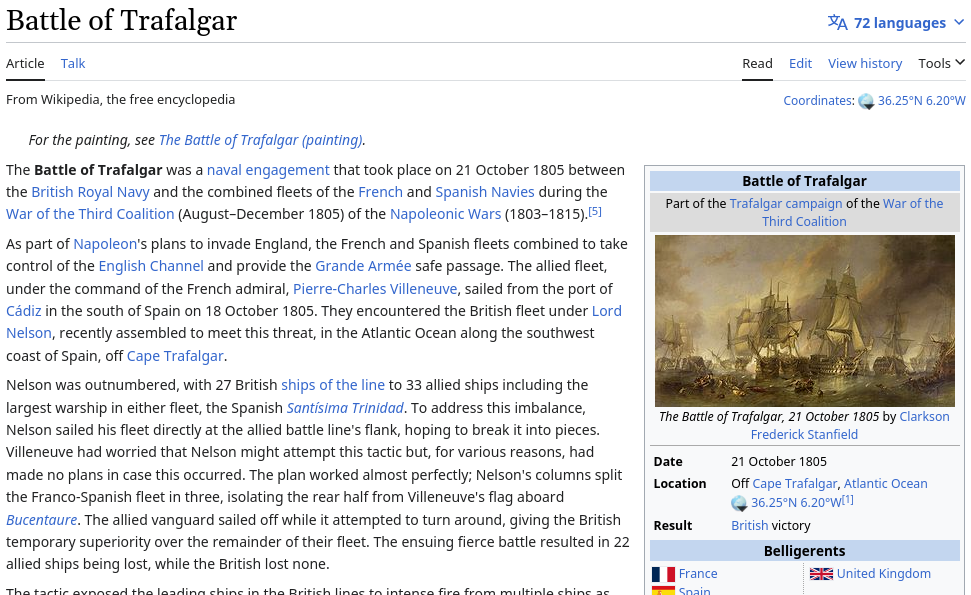 Battle of Trafalgar
72 languages
Article Talk
Read Edit View history Tools
From Wikipedia, the free encyclopedia
Coordinates: 36.25°N 6.20°W
For the painting, see The Battle of Trafalgar (painting).
The Battle of Trafalgar was a naval engagement that took place on 21 October 1805 between
the British Royal Navy and the combined fleets of the French and Spanish Navies during the
War of the Third Coalition (August–December 1805) of the Napoleonic Wars (1803–1815).[5]
As part of Napoleon's plans to invade England, the French and Spanish fleets combined to take
control of the English Channel and provide the Grande Armée safe passage. The allied fleet,
under the command of the French admiral, Pierre-Charles Villeneuve, sailed from the port of
Cádiz in the south of Spain on 18 October 1805. They encountered the British fleet under Lord
Nelson, recently assembled to meet this threat, in the Atlantic Ocean along the southwest
coast of Spain, off Cape Trafalgar.
Nelson was outnumbered, with 27 British ships of the line to 33 allied ships including the
largest warship in either fleet, the Spanish Santísima Trinidad. To address this imbalance,
Nelson sailed his fleet directly at the allied battle line's flank, hoping to break it into pieces.
Villeneuve had worried that Nelson might attempt this tactic but, for various reasons, had
made no plans in case this occurred. The plan worked almost perfectly; Nelson's columns split
the Franco-Spanish fleet in three, isolating the rear half from Villeneuve's flag aboard
Bucentaure. The allied vanguard sailed off while it attempted to turn around, giving the British
temporary superiority over the remainder of their fleet. The ensuing fierce battle resulted in 22
allied ships being lost, while the British lost none.
The tactic exposed the leading ships in the British lines to intense fire from multiple ships as
Battle of Trafalgar
Part of the Trafalgar campaign of the War of the
Third Coalition
The Battle of Trafalgar, 21 October 1805 by Clarkson
Frederick Stanfield
Date 21 October 1805
Location Off Cape Trafalgar, Atlantic Ocean
36.25°N 6.20°W[1]
Result British victory
Belligerents
France United Kingdom
Spain